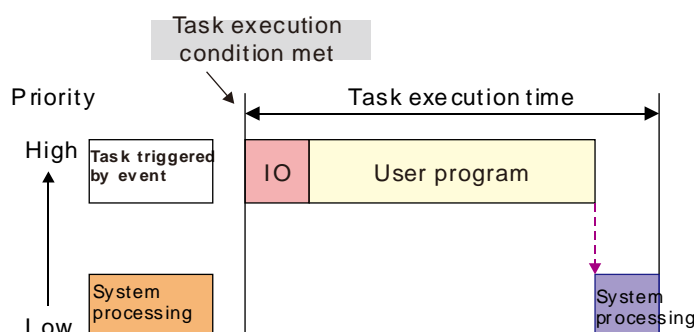 Task execution
condition met
Priority
Task execution time
High
Task triggered
by event
IO
User program
System
processing
System
processing
Low